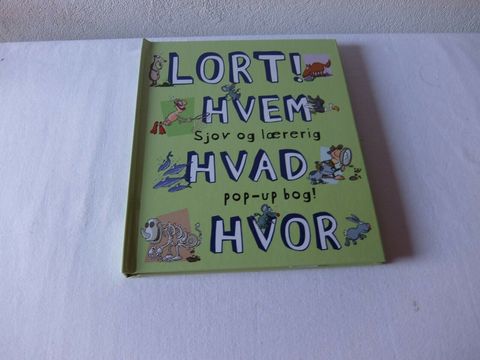 LORT!
HVEM
Sjov og lærerig
HVAD
pop-up bog!
HVOR